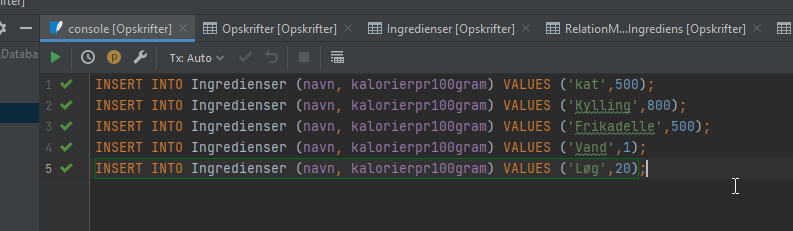 console [Opskrifter] Opskrifter [Opskrifter] Ingredienser [Opskrifter] RelationM...Ingrediens [Opskrifter]
Databa
Tx: Auto
1 INSERT INTO Ingredienser (navn, kalorierpr100gram) VALUES ('kat',500);
2 INSERT INTO Ingredienser (navn, kalorierpr100gram) VALUES ('Kylling',800);
3 INSERT INTO Ingredienser (navn, kalorierpr100gram) VALUES ('Frikadelle',500);
4 INSERT INTO Ingredienser (navn, kalorierpr100gram) VALUES ('Vand',1);
5 INSERT INTO Ingredienser (navn, kalorierpr100gram) VALUES ('Løg',20);